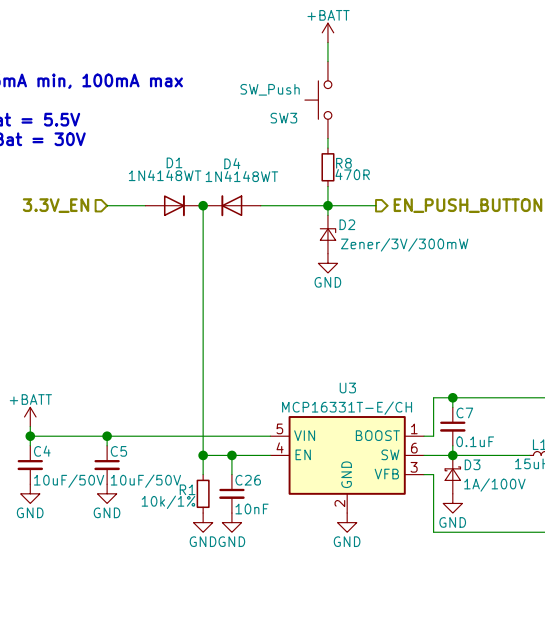 +BATT
mA min, 100mA max
SW_Push
at = 5.5V
SW3
Bat = 30V
D1
D4
R8
1N4148WT
1N4148WT
470R
3.3V_EN
EN_PUSH_BUTTON
D2
Zener/3V/300mW
GND
U3
+BATT
MCP16331T-E/CH
C7
5
VIN
BOOST
1
0.1uF
C4
C5
4
EN
SW
6
L1
GND
VFB
3
D3
15uH
10uF/50V
10uF/50V
R1
C26
1A/100V
10k/1%
2
10nF
GND
GND
GND
GND
GND
GND